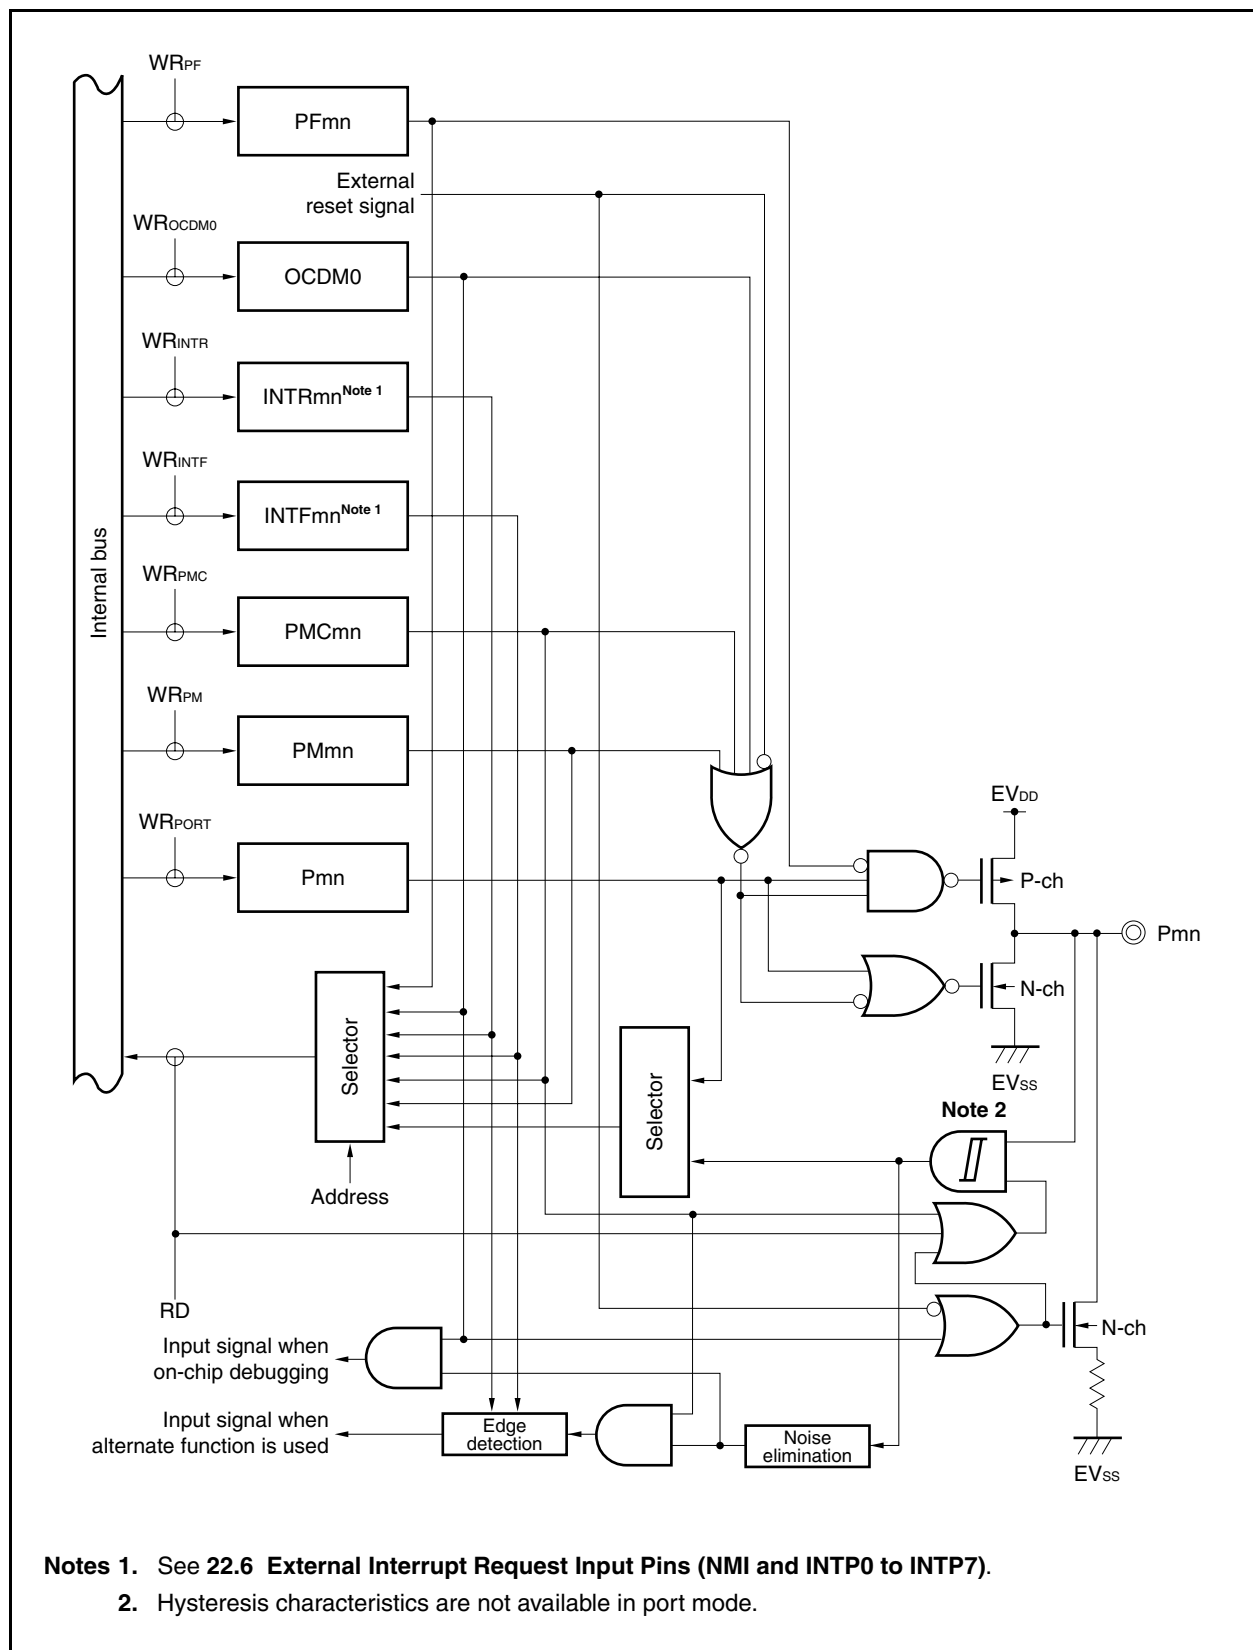 WRPF
PFmn
External
reset signal
WROCDM0
OCDM0
WRINTR
INTRmnNote 1
WRINTF
INTFmnNote 1
Internal bus
WRPMC
PMCmn
WRPM
PMmn
WRPORT
Pmn
EVDD
P-ch
Pmn
N-ch
EVSS
Selector
Selector
Note 2
Address
RD
N-ch
Input signal when
on-chip debugging
Input signal when
alternate function is used
Edge
detection
Noise
elimination
EVSS
Notes 1. See 22.6 External Interrupt Request Input Pins (NMI and INTP0 to INTP7).
2. Hysteresis characteristics are not available in port mode.